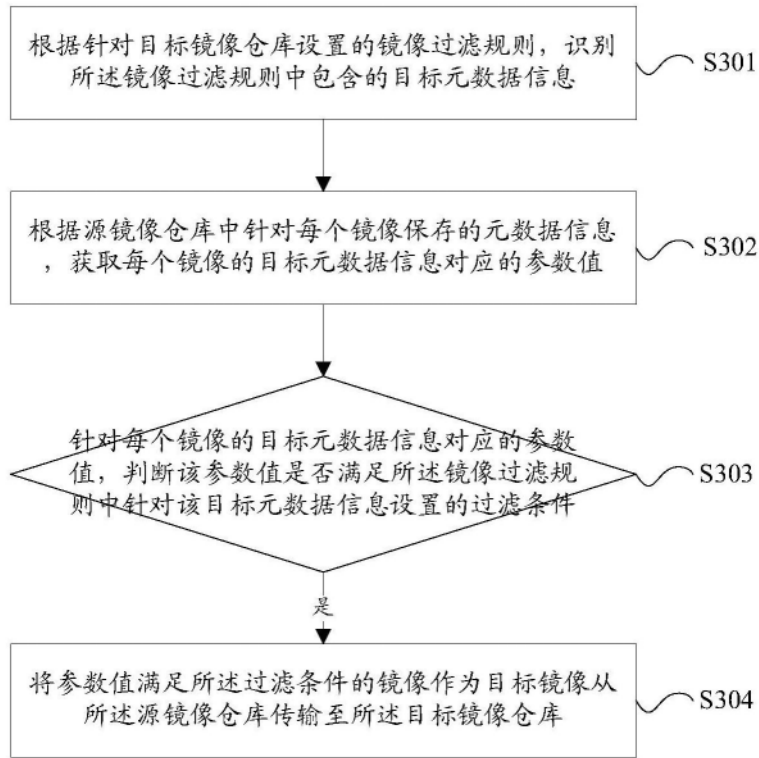 根据针对目标镜像仓库设置的镜像过滤规则，识别
所述镜像过滤规则中包含的目标元数据信息
S301
根据源镜像仓库中针对每个镜像保存的元数据信息
，获取每个镜像的目标元数据信息对应的参数值
S302
针对每个镜像的目标元数据信息对应的参数
值，判断该参数值是否满足所述镜像过滤规
则中针对该目标元数据信息设置的过滤条件
S303
是
将参数值满足所述过滤条件的镜像作为目标镜像从
所述源镜像仓库传输至所述目标镜像仓库
S304